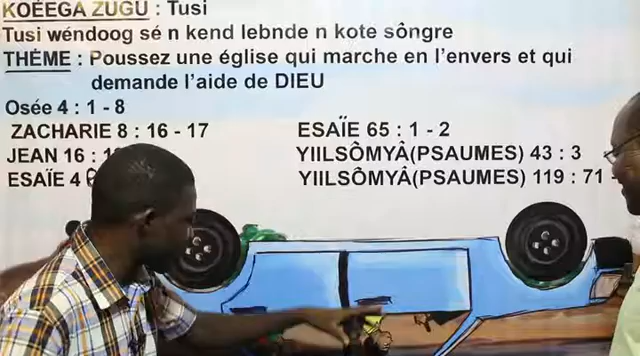 KOÉEGA ZUGU : Tusi
Tusi wéndoog sé n kend lebnde n kote sôngre
THÈME : Poussez une église qui marche en l'envers et qui
demande l'aide de DIEU
Osée 4 : 1 - 8
ZACHARIE 8 : 16 - 17
JEAN 16 :
ESAÏE 4
ESAÏE 65 : 1 - 2
YIILSÔMYÂ(PSAUMES) 43 : 3
YIILSÔMYÂ(PSAUMES) 119 : 71 -